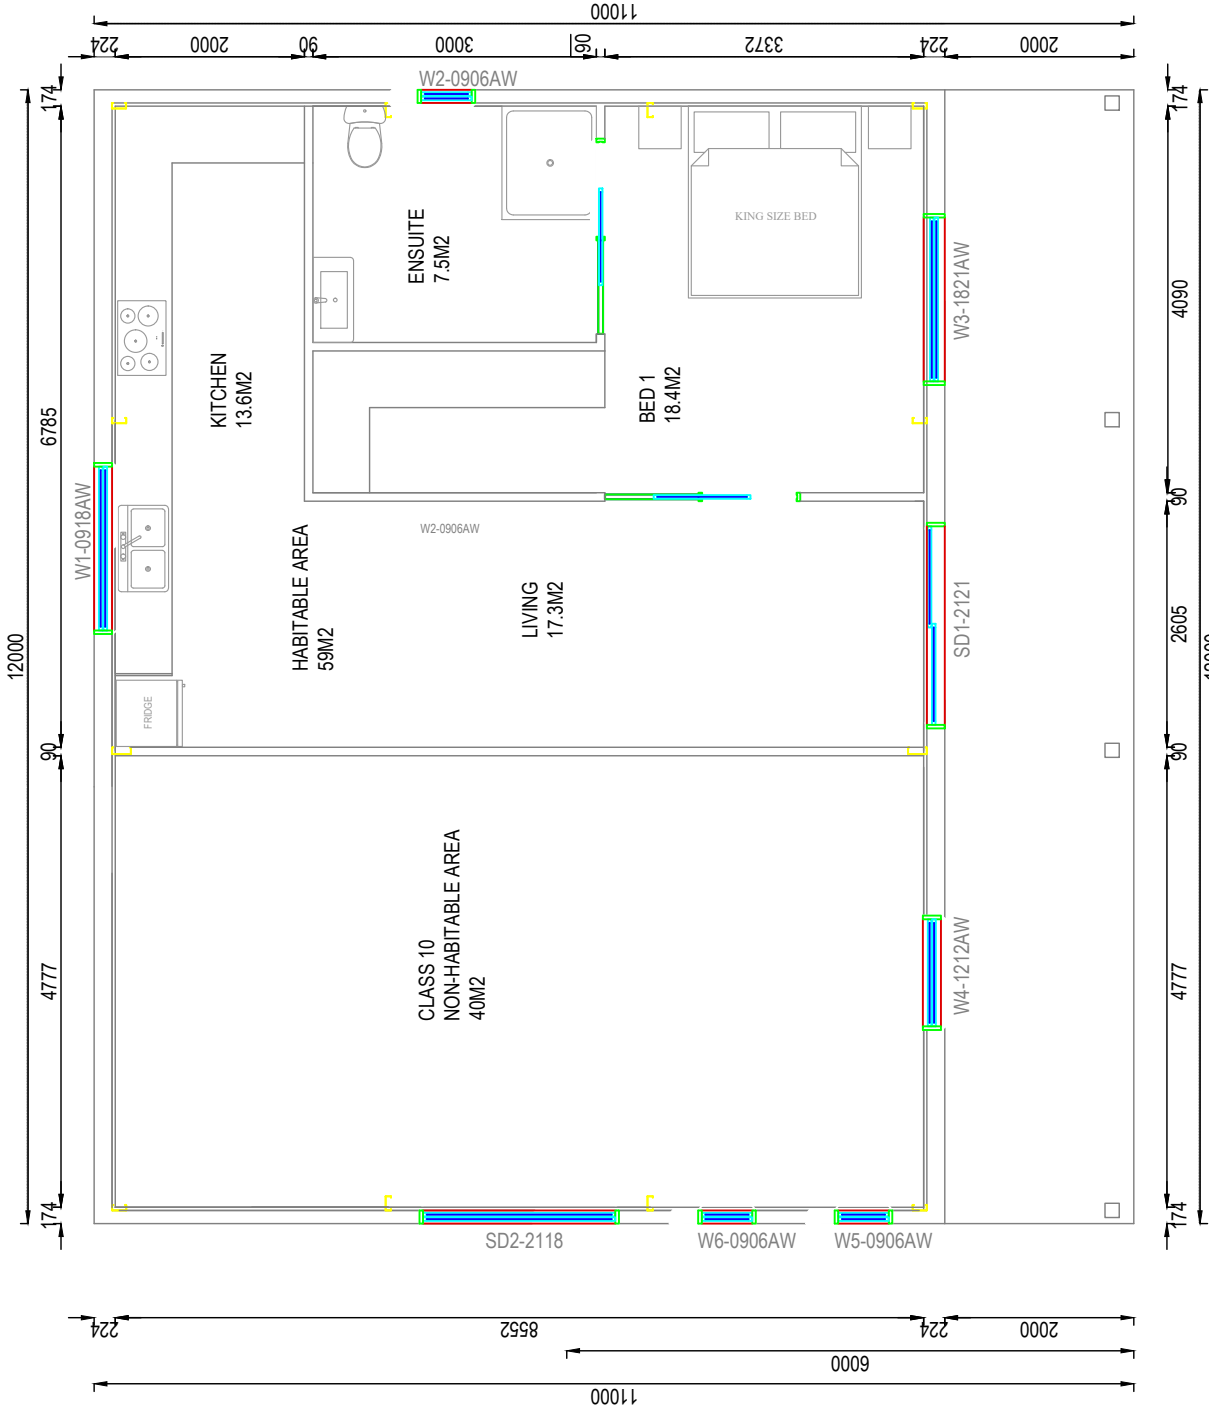 11000
224
2000
90
3000
90
3372
224
2000
W2-0906AW
174
174
12000
6785
90
4777
174
W1-0918AW
KITCHEN
13.6M2
ENSUITE
7.5M2
BED 1
18.4M2
KING SIZE BED
W3-1821AW
4090
90
2605
90
4777
174
HABITABLE AREA
59M2
W2-0906AW
LIVING
17.3M2
SD1-2121
FRIDGE
CLASS 10
NON-HABITABLE AREA
40M2
W4-1212AW
SD2-2118
W6-0906AW
W5-0906AW
224
8552
224
2000
6000
11000